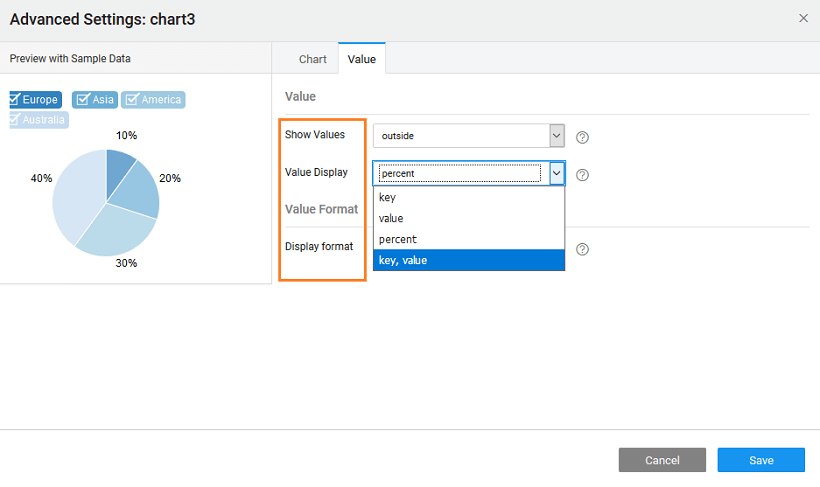 Advanced Settings: chart3
Preview with Sample Data
Chart Value
Europe Asia America
Australia
10%
20%
30%
40%
Value
Show Values outside
Value Display percent
key
value
percent
key, value
Value Format
Display format
Cancel Save